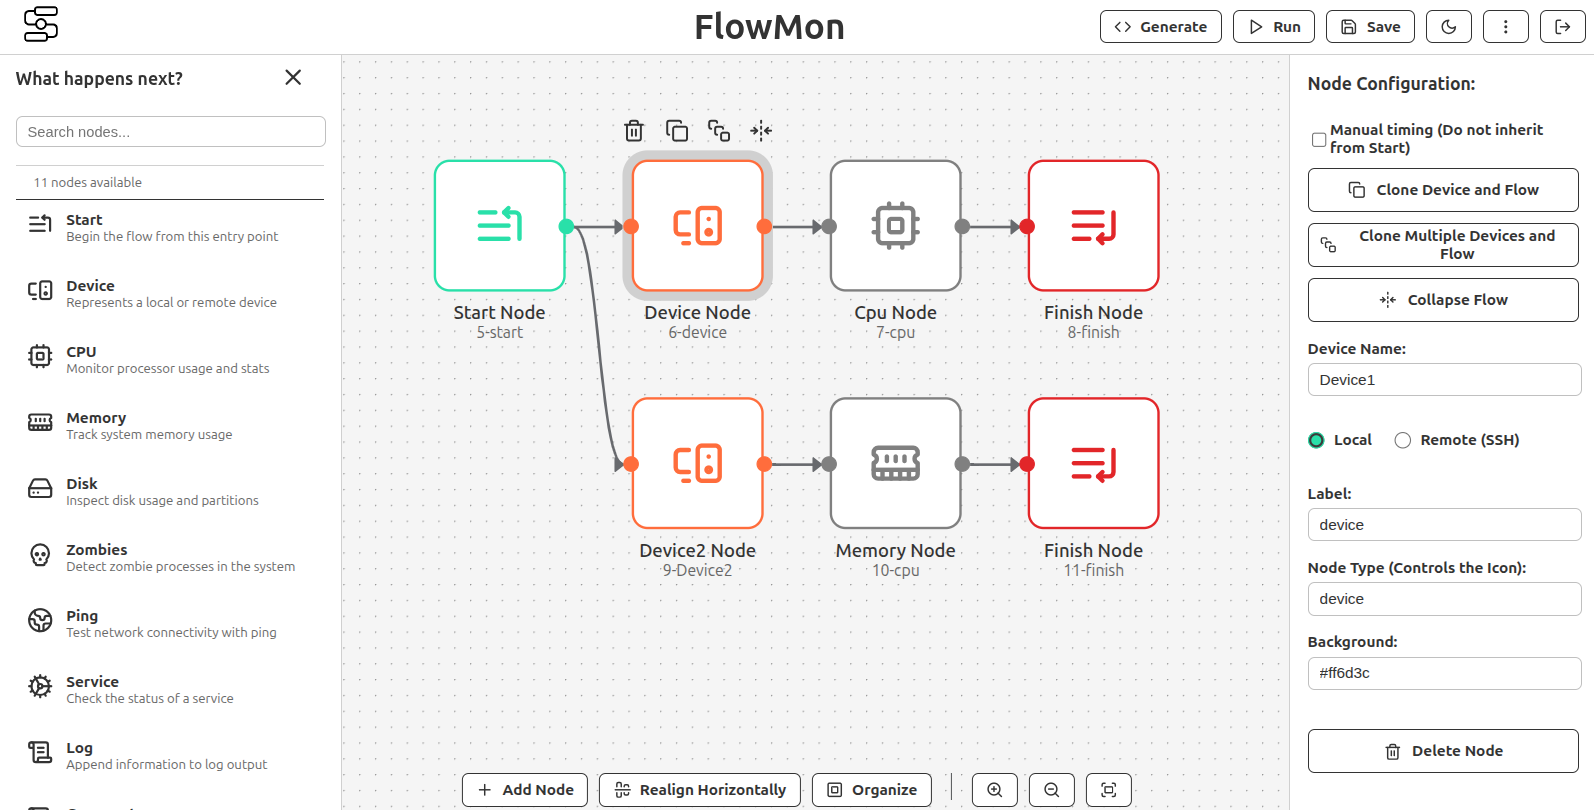 FlowMon
Generate
Run
Save
What happens next?
Search nodes...
11 nodes available
Start
Begin the flow from this entry point
Device
Represents a local or remote device
CPU
Monitor processor usage and stats
Memory
Track system memory usage
Disk
Inspect disk usage and partitions
Zombies
Detect zombie processes in the system
Ping
Test network connectivity with ping
Service
Check the status of a service
Log
Append information to log output
Start Node
5-start
Device Node
6-device
Cpu Node
7-cpu
Finish Node
8-finish
Device2 Node
9-Device2
Memory Node
10-cpu
Finish Node
11-finish
Add Node
Realign Horizontally
Organize
Node Configuration:
Manual timing (Do not inherit
from Start)
Clone Device and Flow
Clone Multiple Devices and
Flow
Collapse Flow
Device Name:
Device1
Local
Remote (SSH)
Label:
device
Node Type (Controls the Icon):
device
Background:
#ff6d3c
Delete Node